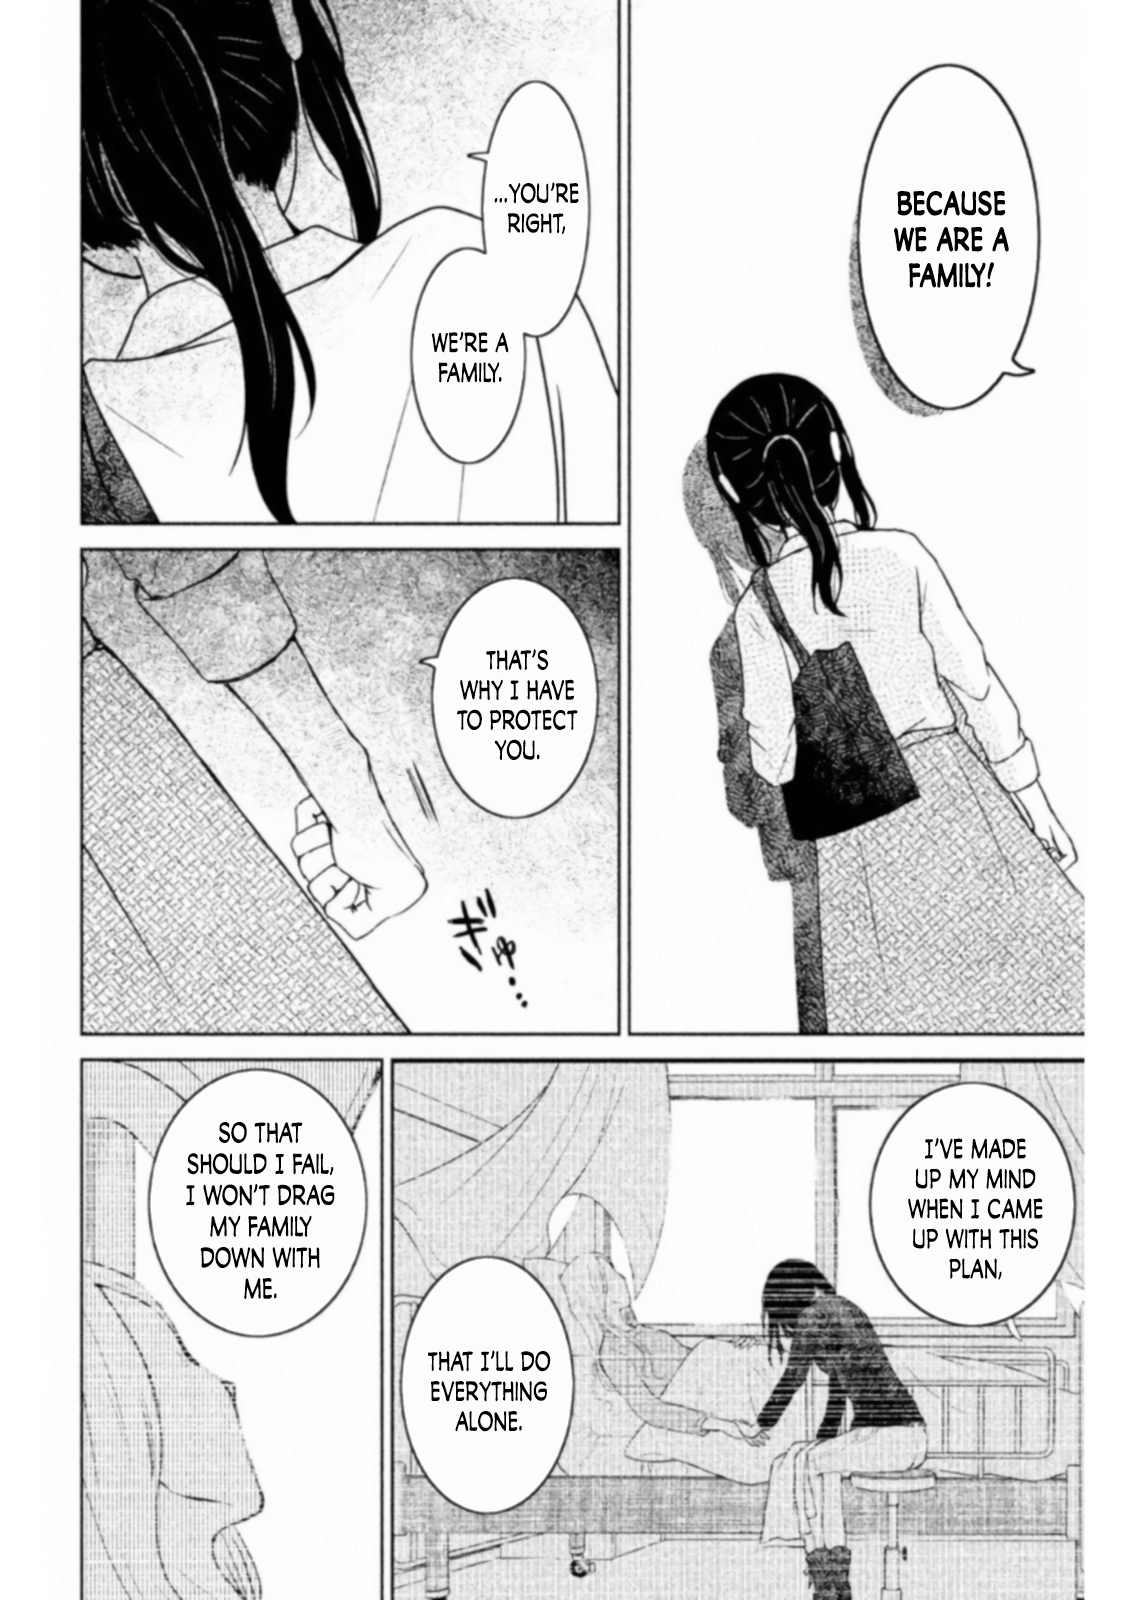 BECAUSE
WE ARE A
FAMILY!
...YOU'RE
RIGHT,
WE'RE A
FAMILY.
THAT'S
WHY I HAVE
TO PROTECT
YOU.
ぎゅ...
I'VE MADE
UP MY MIND
WHEN I CAME
UP WITH THIS
PLAN,
THAT I'LL DO
EVERYTHING
ALONE.
SO THAT
SHOULD I FAIL,
I WON'T DRAG
MY FAMILY
DOWN WITH
ME.